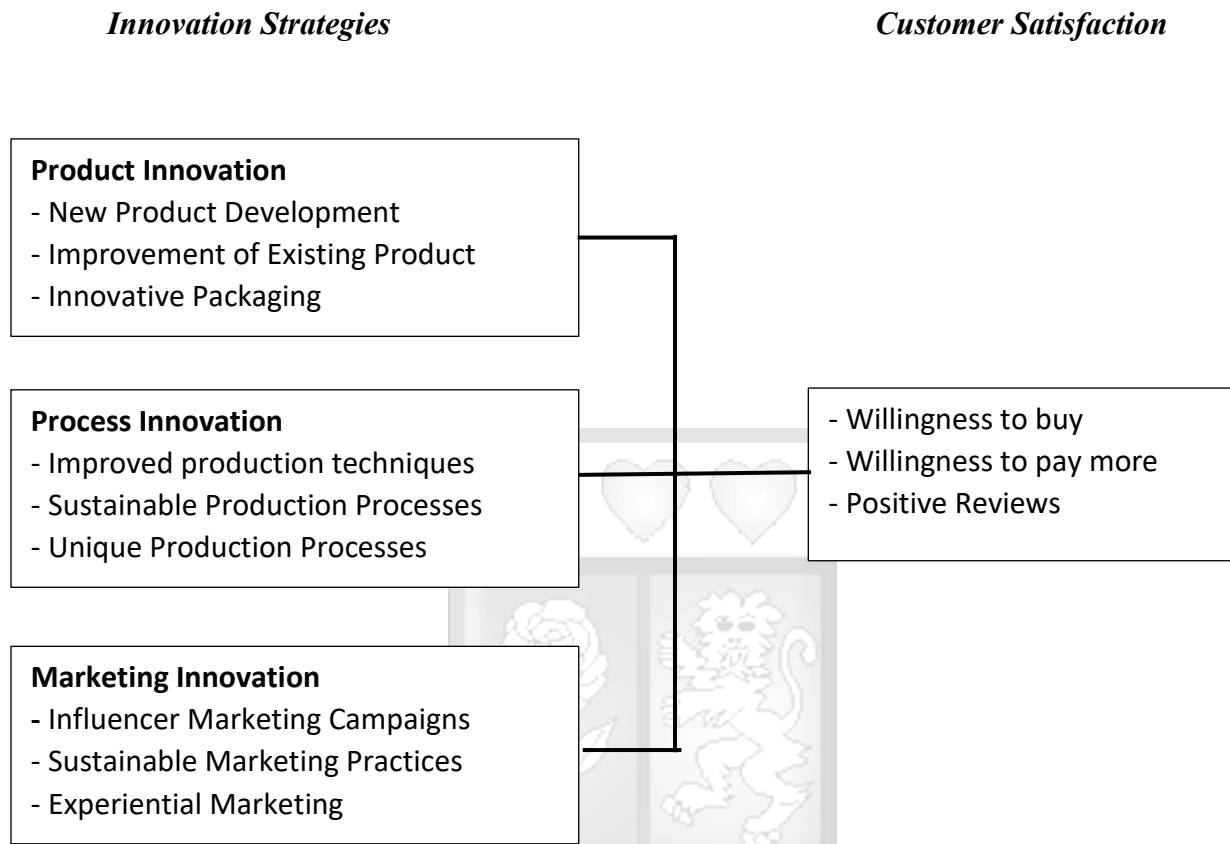 Innovation Strategies
Customer Satisfaction
Product Innovation
- New Product Development
- Improvement of Existing Product
- Innovative Packaging
Process Innovation
- Improved production techniques
- Sustainable Production Processes
- Unique Production Processes
- Willingness to buy
- Willingness to pay more
- Positive Reviews
Marketing Innovation
- Influencer Marketing Campaigns
- Sustainable Marketing Practices
- Experiential Marketing